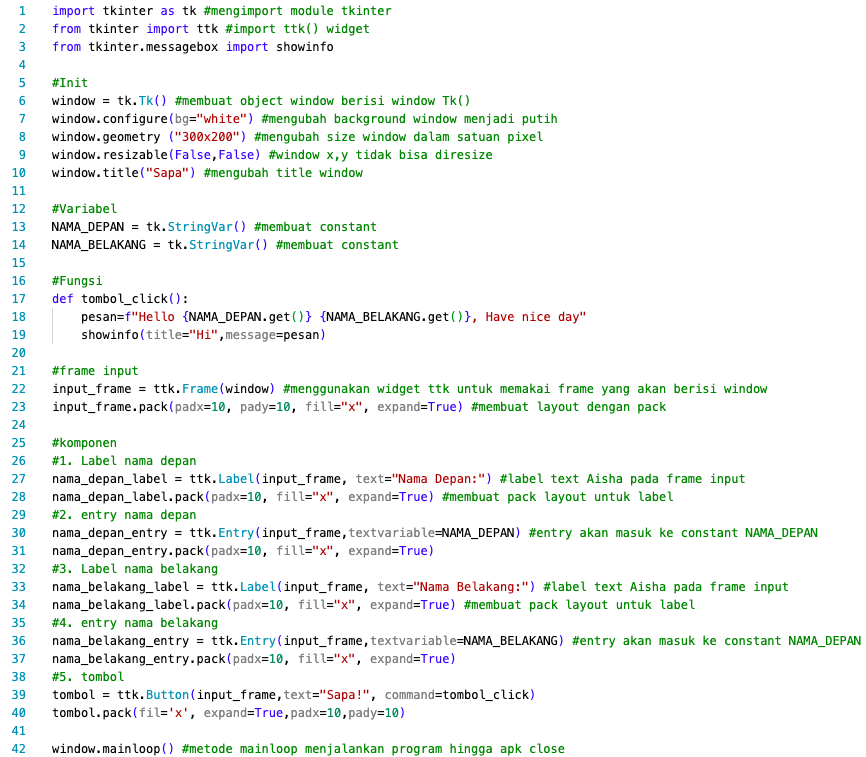 1 import tkinter as tk #mengimport module tkinter
2 from tkinter import ttk #import ttk() widget
3 from tkinter.messagebox import showinfo
4
5 #Init
6 window = tk.Tk() #membuat object window berisi window Tk()
7 window.configure(bg="white") #mengubah background window menjadi putih
8 window.geometry ("300x200") #mengubah size window dalam satuan pixel
9 window.resizable(False,False) #window x,y tidak bisa diresize
10 window.title("Sapa") #mengubah title window
11
12 #Variabel
13 NAMA_DEPAN = tk.StringVar() #membuat constant
14 NAMA_BELAKANG = tk.StringVar() #membuat constant
15
16 #Fungsi
17 def tombol_click():
18     pesan=f"Hello {NAMA_DEPAN.get()} {NAMA_BELAKANG.get()}, Have nice day"
19     showinfo(title="Hi",message=pesan)
20
21 #frame input
22 input_frame = ttk.Frame(window) #menggunakan widget ttk untuk memakai frame yang akan berisi window
23 input_frame.pack(padx=10, pady=10, fill="x", expand=True) #membuat layout dengan pack
24
25 #komponen
26 #1. Label nama depan
27 nama_depan_label = ttk.Label(input_frame, text="Nama Depan:") #label text Aisha pada frame input
28 nama_depan_label.pack(padx=10, fill="x", expand=True) #membuat pack layout untuk label
29 #2. entry nama depan
30 nama_depan_entry = ttk.Entry(input_frame,textvariable=NAMA_DEPAN) #entry akan masuk ke constant NAMA_DEPAN
31 nama_depan_entry.pack(padx=10, fill="x", expand=True)
32 #3. Label nama belakang
33 nama_belakang_label = ttk.Label(input_frame, text="Nama Belakang:") #label text Aisha pada frame input
34 nama_belakang_label.pack(padx=10, fill="x", expand=True) #membuat pack layout untuk label
35 #4. entry nama belakang
36 nama_belakang_entry = ttk.Entry(input_frame,textvariable=NAMA_BELAKANG) #entry akan masuk ke constant NAMA_DEPAN
37 nama_belakang_entry.pack(padx=10, fill="x", expand=True)
38 #5. tombol
39 tombol = ttk.Button(input_frame,text="Sapa!", command=tombol_click)
40 tombol.pack(fil='x', expand=True,padx=10,pady=10)
41
42 window.mainloop() #metode mainloop menjalankan program hingga apk close